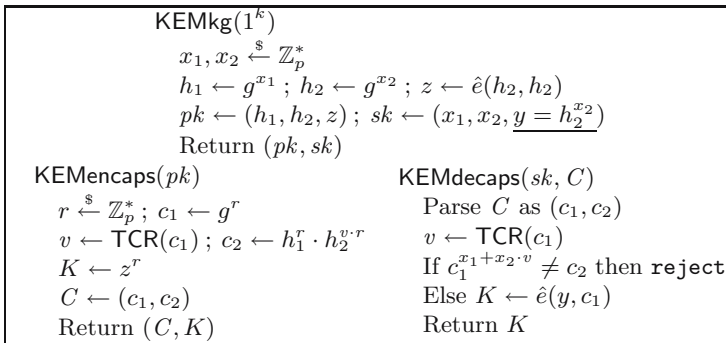 KEMkg(1^k)
x_1, x_2 ←$ ℤ_p^*
h_1 ← g^{x_1} ; h_2 ← g^{x_2} ; z ← ê(h_2, h_2)
pk ← (h_1, h_2, z) ; sk ← (x_1, x_2, y = h_2^{x_2})
Return (pk, sk)
KEMencaps(pk)
r ←$ ℤ_p^* ; c_1 ← g^r
v ← TCR(c_1) ; c_2 ← h_1^r · h_2^{v·r}
K ← z^r
C ← (c_1, c_2)
Return (C, K)
KEMdecaps(sk, C)
Parse C as (c_1, c_2)
v ← TCR(c_1)
If c_1^{x_1+x_2·v} ≠ c_2 then reject
Else K ← ê(y, c_1)
Return K